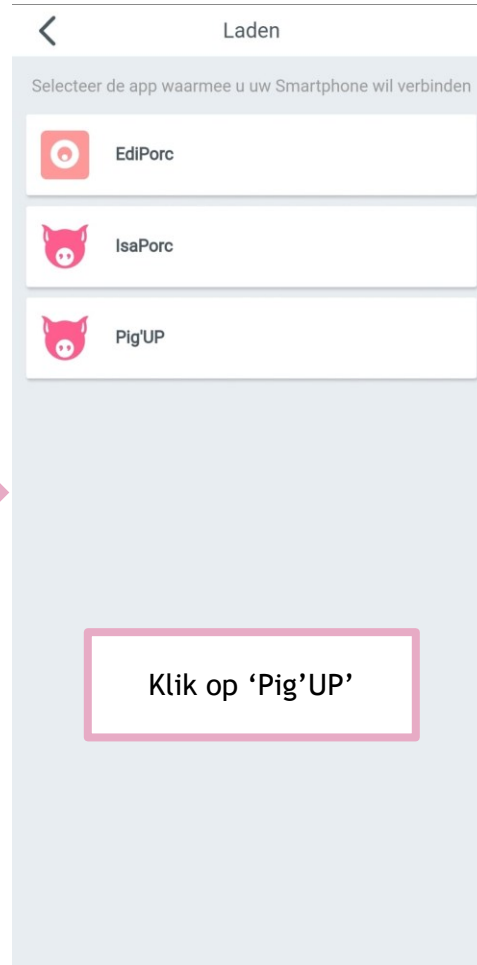 Laden
Selecteer de app waarmee u uw Smartphone wil verbinden
EdiPorc
IsaPorc
Pig'UP
Klik op ‘Pig’UP’